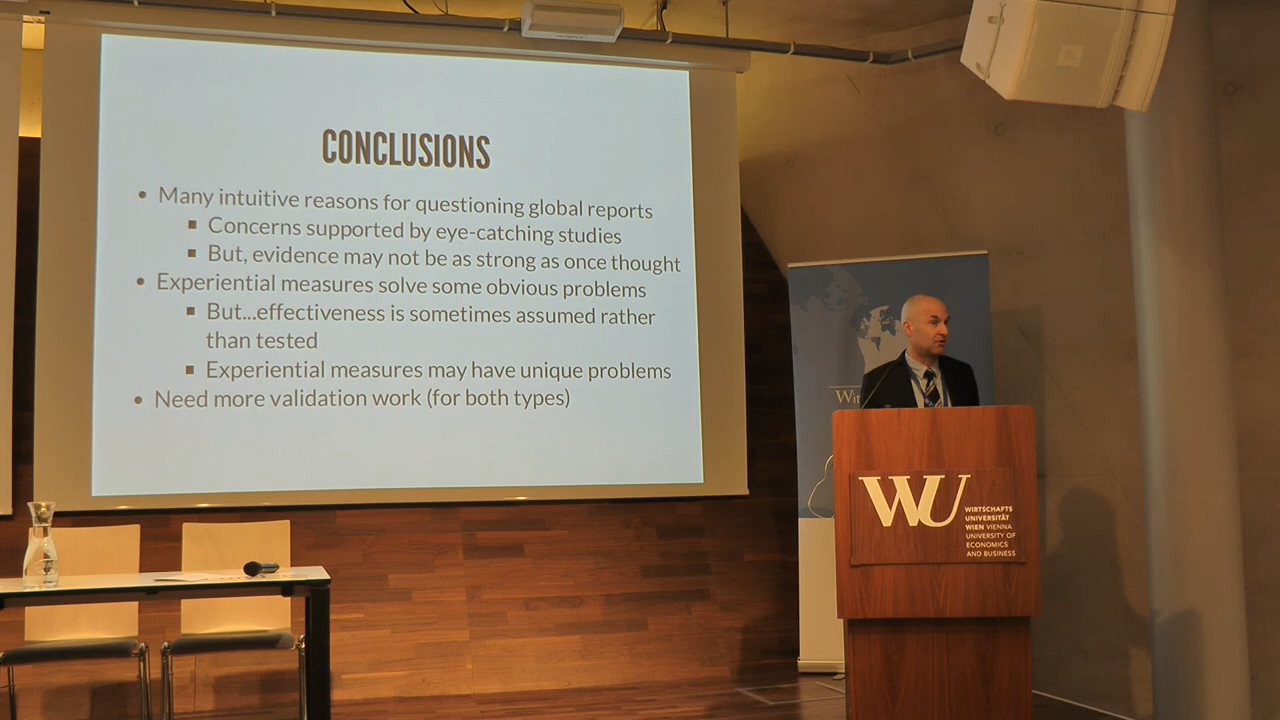 CONCLUSIONS
• Many intuitive reasons for questioning global reports
▪ Concerns supported by eye-catching studies
▪ But, evidence may not be as strong as once thought
• Experiential measures solve some obvious problems
▪ But...effectiveness is sometimes assumed rather
than tested
▪ Experiential measures may have unique problems
• Need more validation work (for both types)
WU
WIRTSCHAFTS
UNIVERSITÄT
WIEN VIENNA
UNIVERSITY OF
ECONOMICS
AND BUSINESS